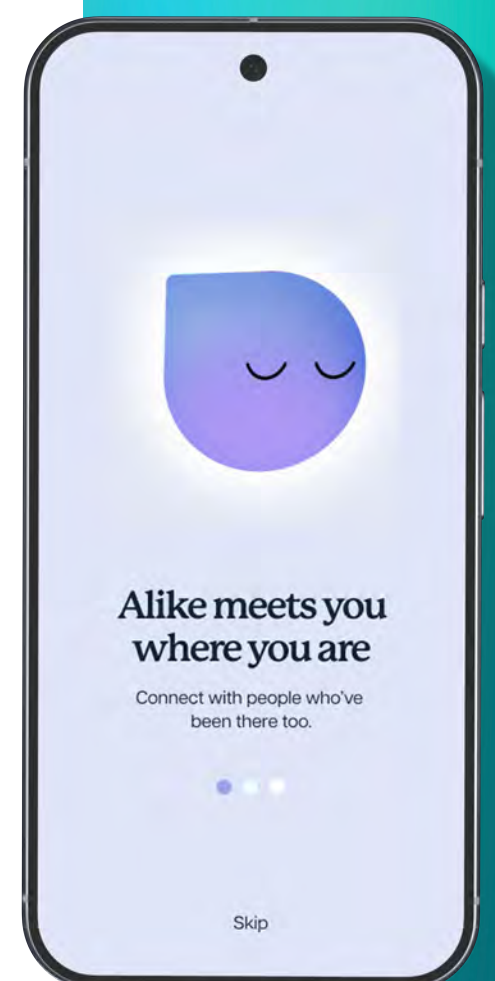 Alike meets you
where you are
Connect with people who've
been there too.
Skip